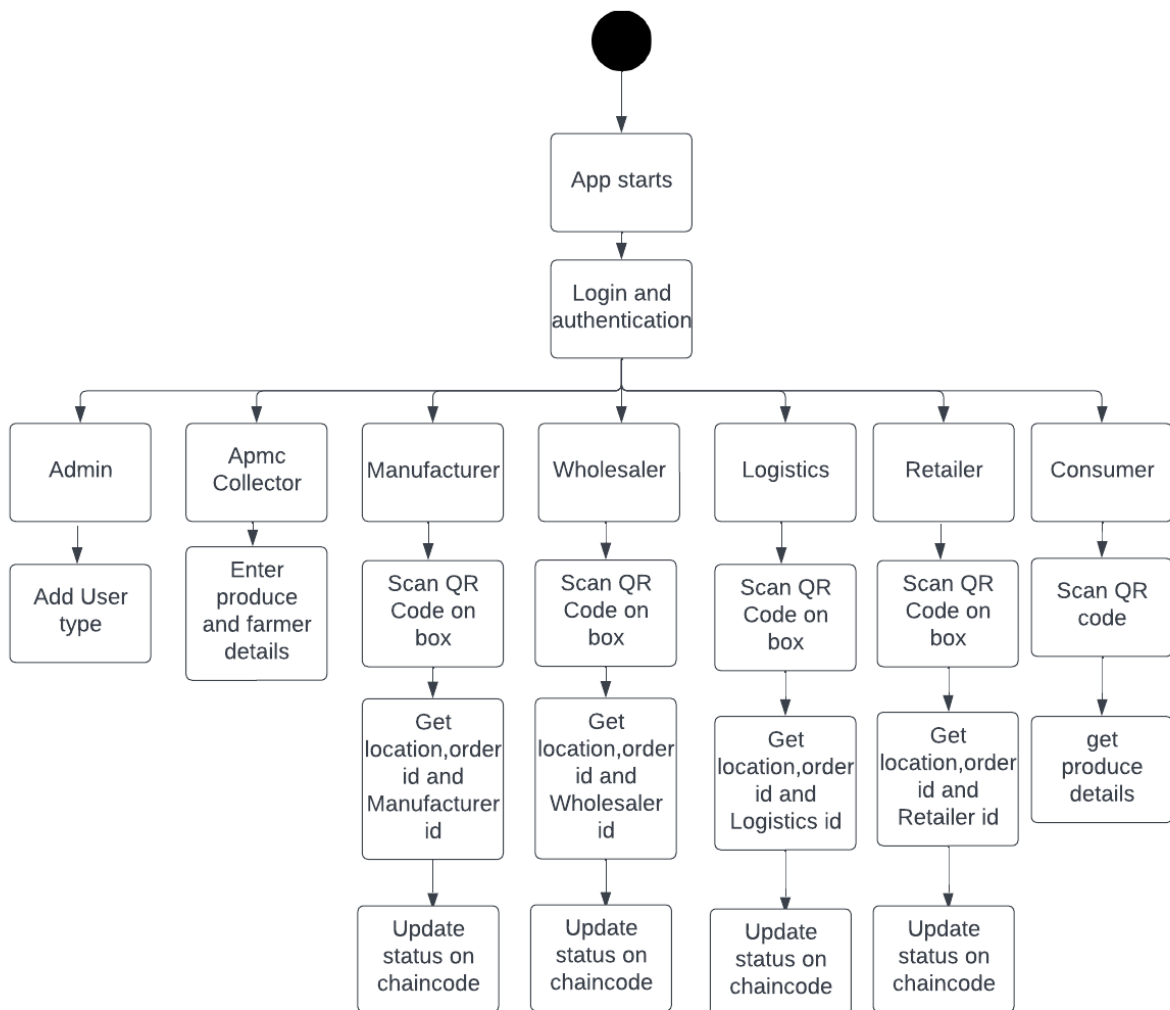 App starts
Login and
authentication
Admin
Apmc
Collector
Manufacturer
Wholesaler
Logistics
Retailer
Consumer
Add User
type
Enter
produce
and farmer
details
Scan QR
Code on
box
Scan QR
Code on
box
Scan QR
Code on
box
Scan QR
Code on
box
Scan QR
code
Get
location,order
id and
Manufacturer
id
Get
location,order
id and
Wholesaler
id
Get
location,order
id and
Logistics id
Get
location,order
id and
Retailer id
get
produce
details
Update
status on
chaincode
Update
status on
chaincode
Update
status on
chaincode
Update
status on
chaincode